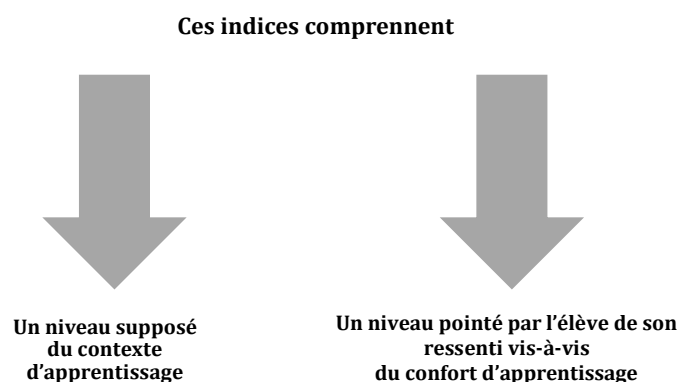 Ces indices comprennent
Un niveau supposé
du contexte
d’apprentissage
Un niveau pointé par l’élève de son
ressenti vis-à-vis
du confort d’apprentissage